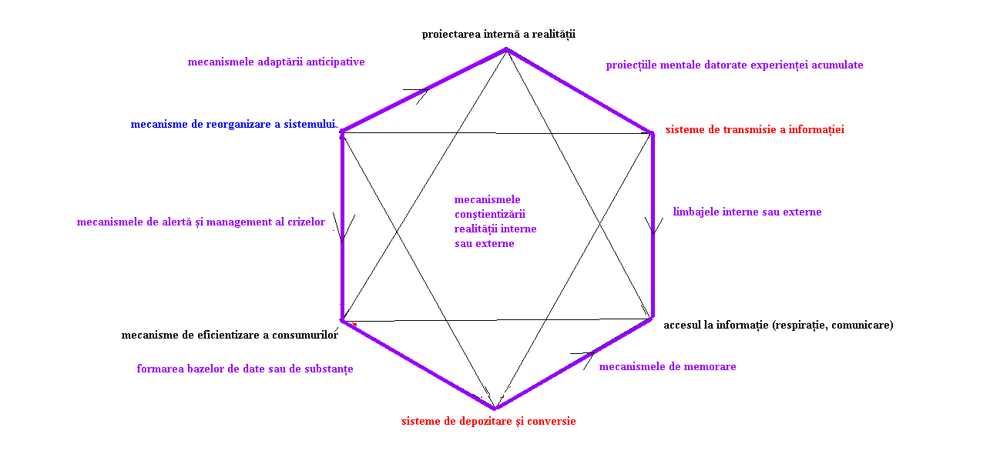 proiectarea internă a realității
mecanismele adaptării anticipative
proiecțiile mentale datorate experienței acumulate
mecanisme de reorganizare a sistemului
sisteme de transmisie a informației
mecanismele
conştientizării
realității interne
sau externe
limbajele interne sau externe
mecanismele de alertă şi management al crizelor
accesul la informație (respirație, comunicare)
mecanisme de eficientizare a consumurilor
formarea bazelor de date sau de substanțe
mecanismele de memorare
sisteme de depozitare şi conversie